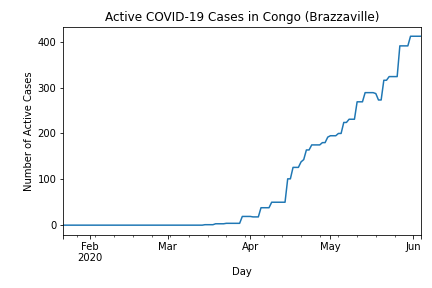 Active COVID-19 Cases in Congo (Brazzaville)
400
300
200
100
0
Number of Active Cases
Feb Mar Apr May Jun
2020
Day